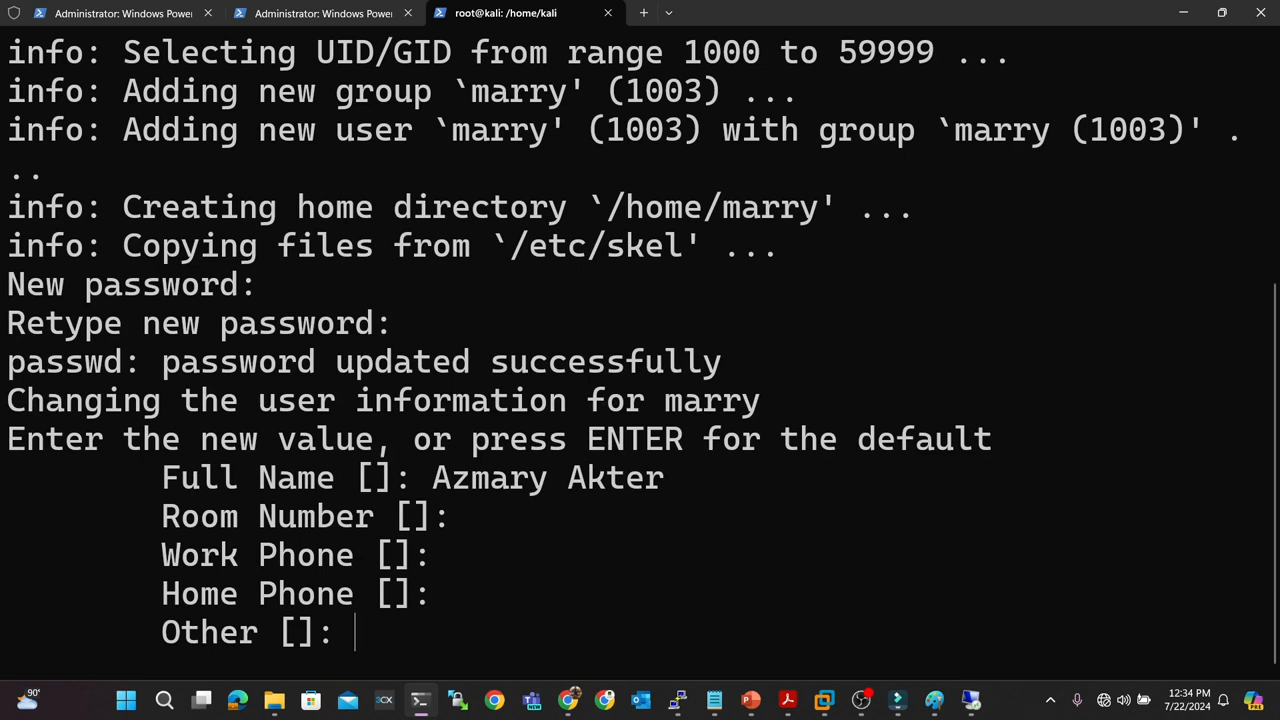 Administrator: Windows Power
Administrator: Windows Power
root@kali: /home/kali
info: Selecting UID/GID from range 1000 to 59999 ...
info: Adding new group `marry' (1003) ...
info: Adding new user `marry' (1003) with group `marry (1003)' .
..
info: Creating home directory `/home/marry' ...
info: Copying files from `/etc/skel' ...
New password:
Retype new password:
passwd: password updated successfully
Changing the user information for marry
Enter the new value, or press ENTER for the default
Full Name []: Azmary Akter
Room Number []:
Work Phone []:
Home Phone []:
Other []:
90°
12:34 PM
7/22/2024